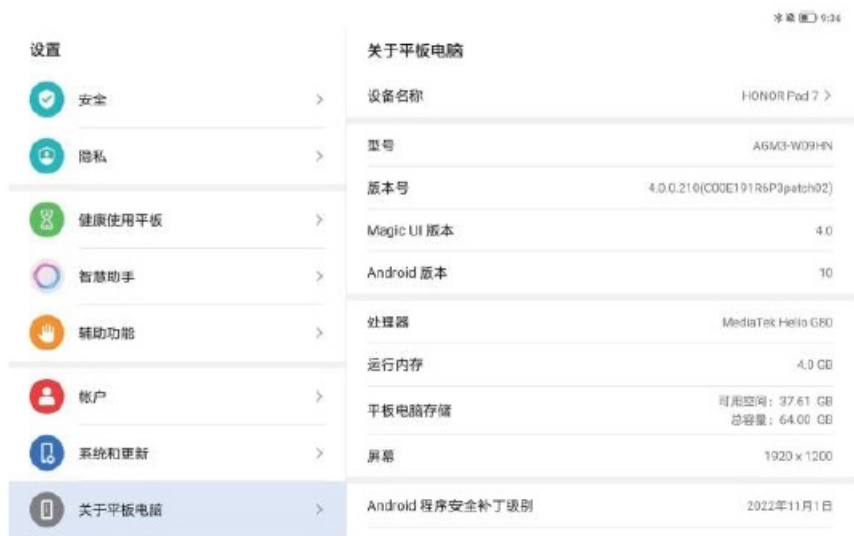 9:36
设置
安全
隐私
健康使用平板
智慧助手
辅助功能
帐户
系统和更新
关于平板电脑
关于平板电脑
设备名称 HONOR Pad 7
型号 AGM3-W09HN
版本号 4.0.0.210(C00E191R6P3patch02)
Magic UI 版本 4.0
Android 版本 10
处理器 MediaTek Helio G80
运行内存 4.0 GB
平板电脑存储 可用空间：37.61 GB
总容量：64.00 GB
屏幕 1920 x 1200
Android 程序安全补丁级别 2022年11月1日